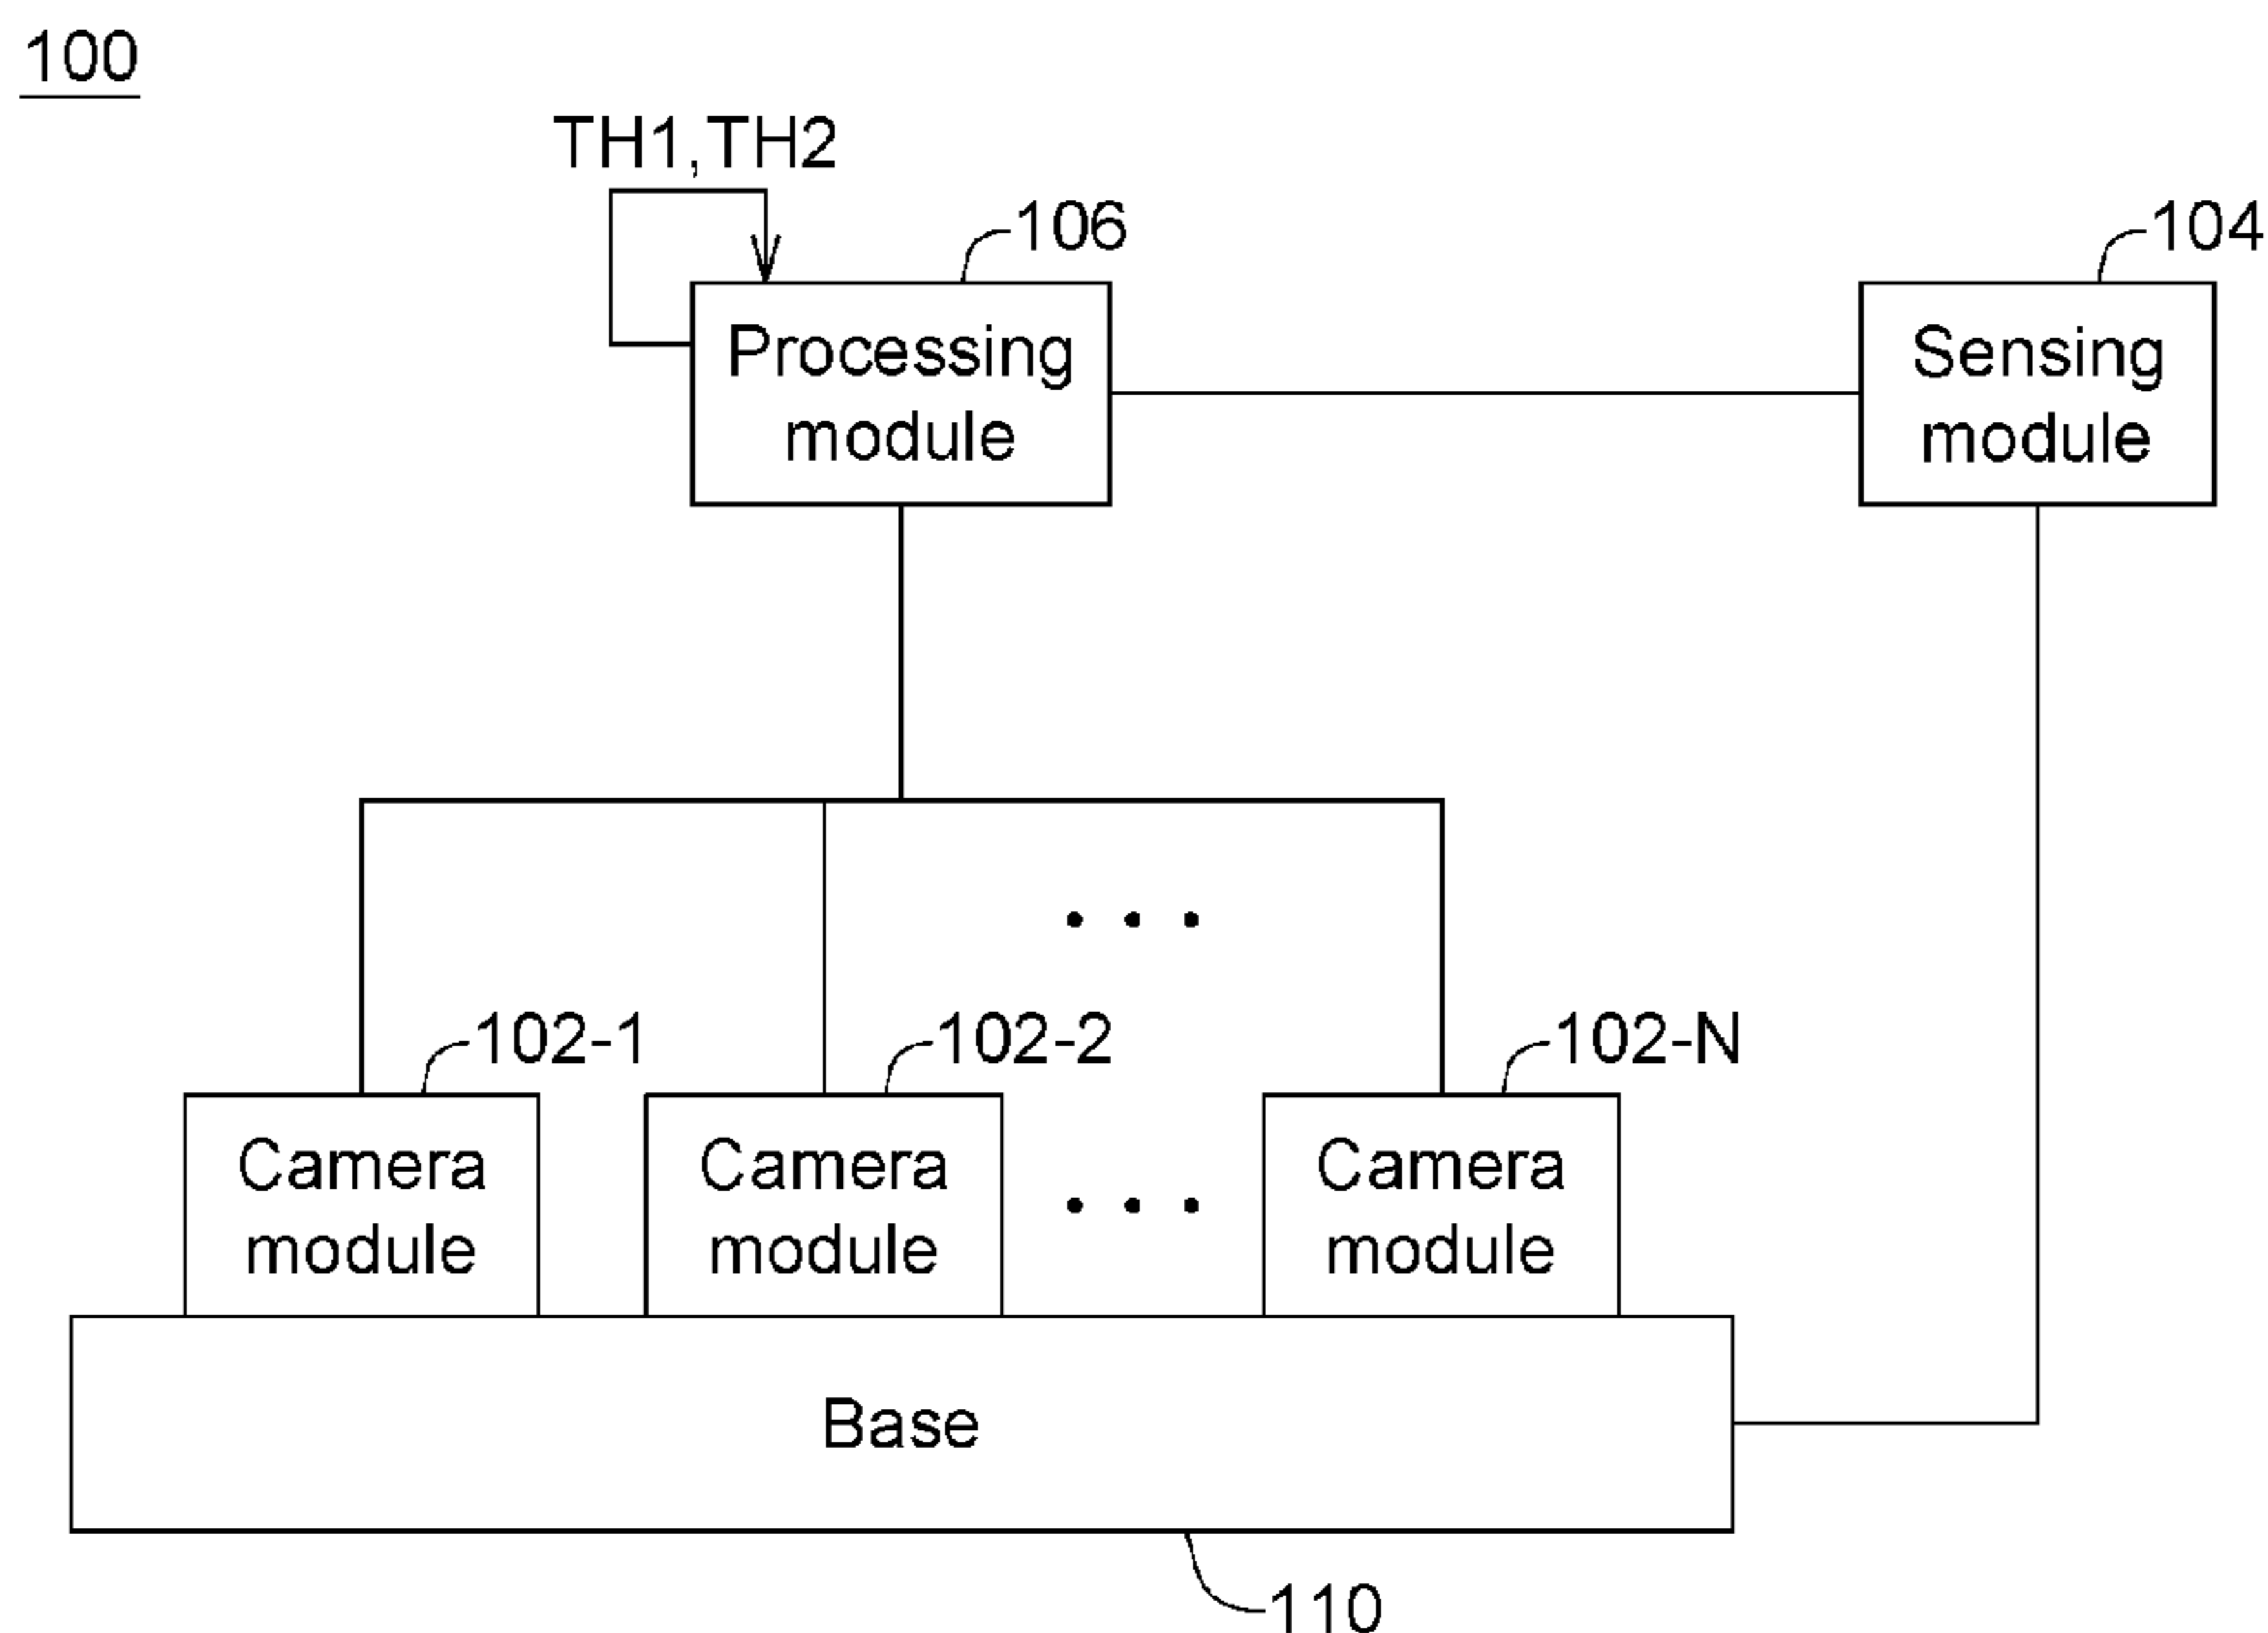 100
TH1,TH2
106
104
Processing
module
Sensing
module
102-1
102-2
102-N
Camera
module
Camera
module
Camera
module
Base
110